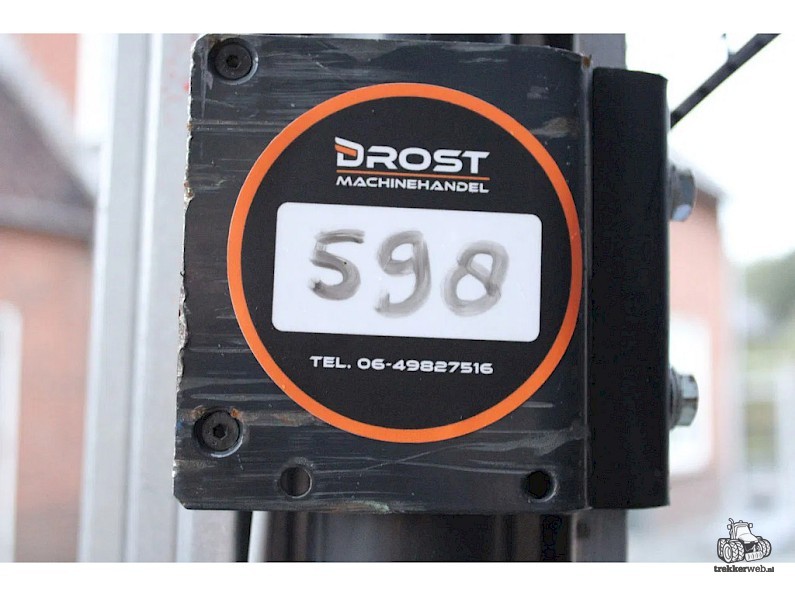 DROST
MACHINEHANDEL
598
TEL. 06-49827516
trekkerweb.nl